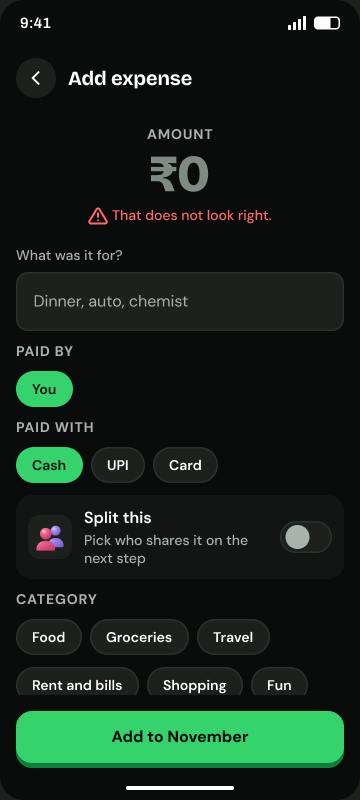 9:41
Add expense
AMOUNT
₹0
That does not look right.
What was it for?
Dinner, auto, chemist
PAID BY
You
PAID WITH
Cash UPI Card
Split this
Pick who shares it on the
next step
CATEGORY
Food Groceries Travel
Rent and bills Shopping Fun
Add to November